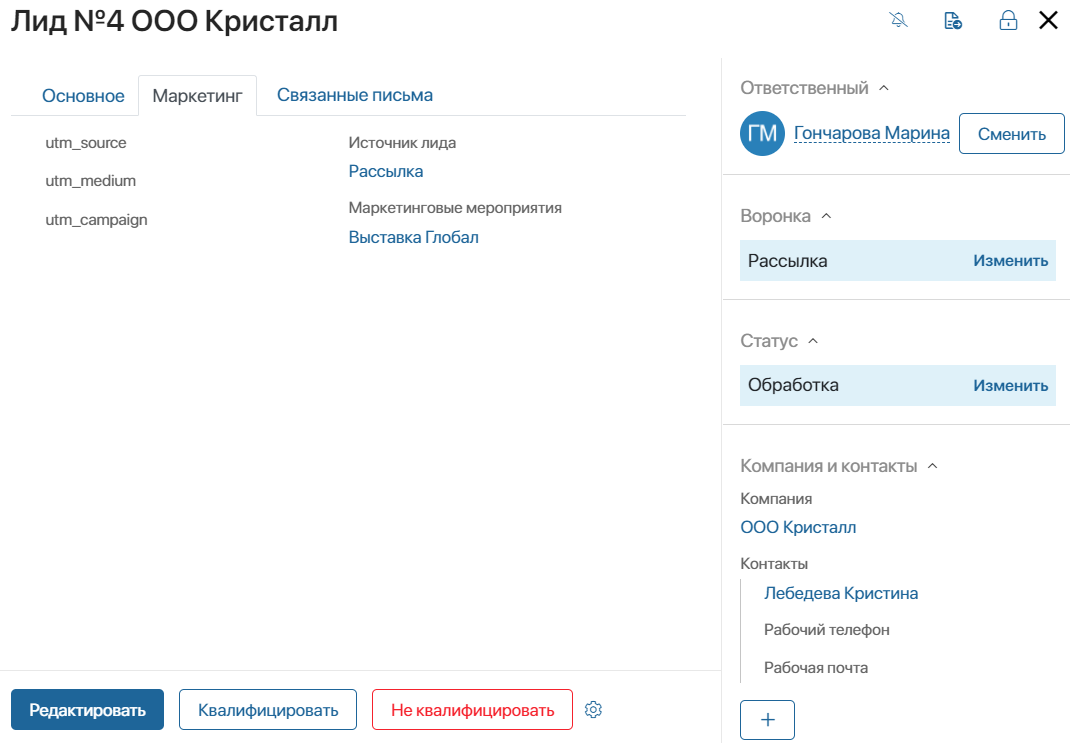 Лид №4 ООО Кристалл
Основное
Маркетинг
Связанные письма
utm_source
utm_medium
utm_campaign
Источник лида
Рассылка
Маркетинговые мероприятия
Выставка Глобал
Редактировать
Квалифицировать
Не квалифицировать
Ответственный
ГМ
Гончарова Марина
Сменить
Воронка
Рассылка
Изменить
Статус
Обработка
Изменить
Компания и контакты
Компания
ООО Кристалл
Контакты
Лебедева Кристина
Рабочий телефон
Рабочая почта
+